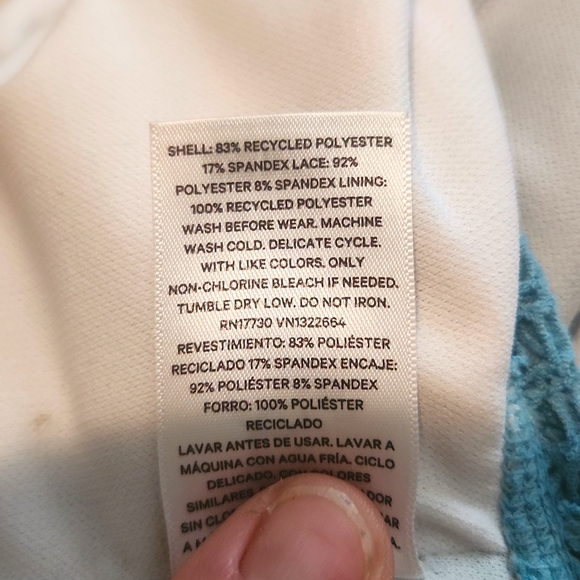 SHELL: 83% RECYCLED POLYESTER
17% SPANDEX LACE: 92%
POLYESTER 8% SPANDEX LINING:
100% RECYCLED POLYESTER
WASH BEFORE WEAR. MACHINE
WASH COLD. DELICATE CYCLE.
WITH LIKE COLORS. ONLY
NON-CHLORINE BLEACH IF NEEDED.
TUMBLE DRY LOW. DO NOT IRON.
RN17730 VN1322664
REVESTIMIENTO: 83% POLIÉSTER
RECICLADO 17% SPANDEX ENCAJE:
92% POLIÉSTER 8% SPANDEX
FORRO: 100% POLIÉSTER
RECICLADO
LAVAR ANTES DE USAR. LAVAR A
MÁQUINA CON AGUA FRÍA. CICLO
DELICADO. CON COLORES
SIMILARES.
SIN
A